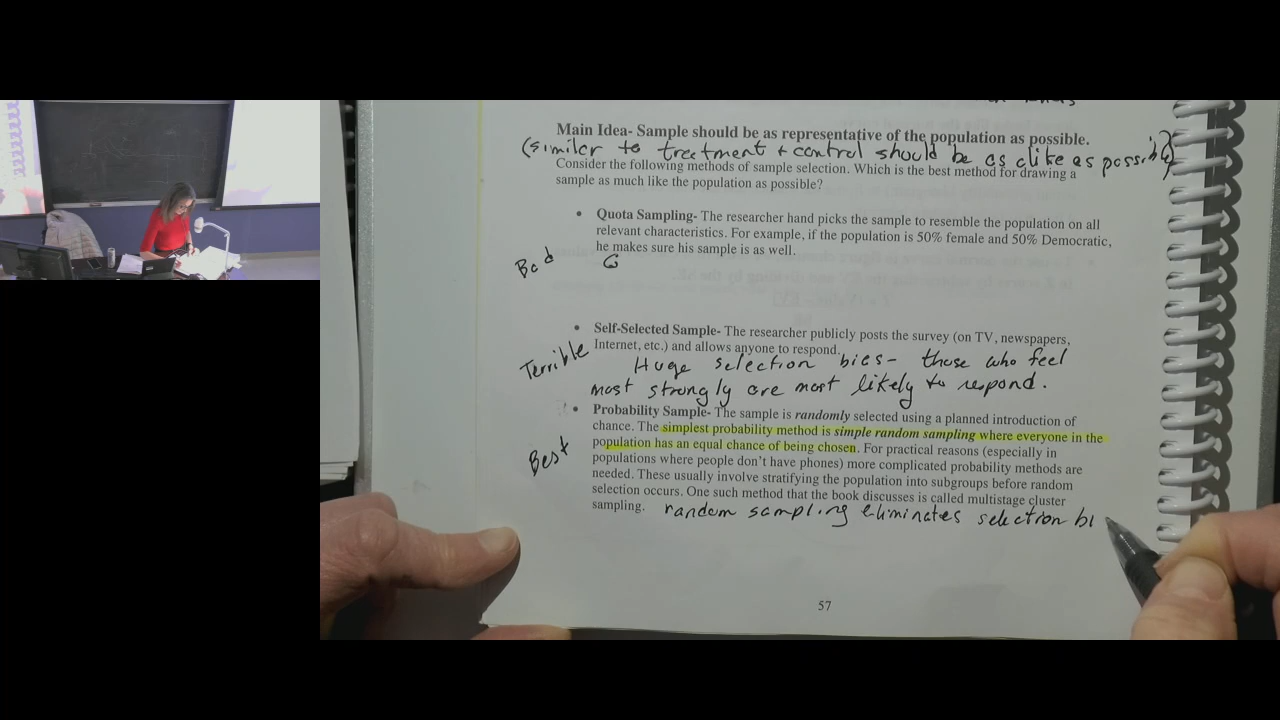 Main Idea- Sample should be as representative of the population as possible.
(similar to treatment + control should be as alike as possible)
Consider the following methods of sample selection. Which is the best method for drawing a
sample as much like the population as possible?
• Quota Sampling- The researcher hand picks the sample to resemble the population on all
relevant characteristics. For example, if the population is 50% female and 50% Democratic,
he makes sure his sample is as well.
Bad
• Self-Selected Sample- The researcher publicly posts the survey (on TV, newspapers,
Internet, etc.) and allows anyone to respond.
Terrible
Huge selection bias- those who feel
most strongly are most likely to respond.
• Probability Sample- The sample is randomly selected using a planned introduction of
chance. The simplest probability method is simple random sampling where everyone in the
population has an equal chance of being chosen. For practical reasons (especially in
Best
populations where people don't have phones) more complicated probability methods are
needed. These usually involve stratifying the population into subgroups before random
selection occurs. One such method that the book discusses is called multistage cluster
sampling. random sampling eliminates selection bi
57